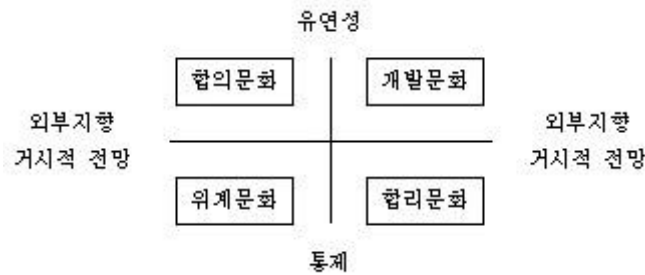 유연성
합의문화 개발문화
외부지향 외부지향
거시적 전망 거시적 전망
위계문화 합리문화
통제